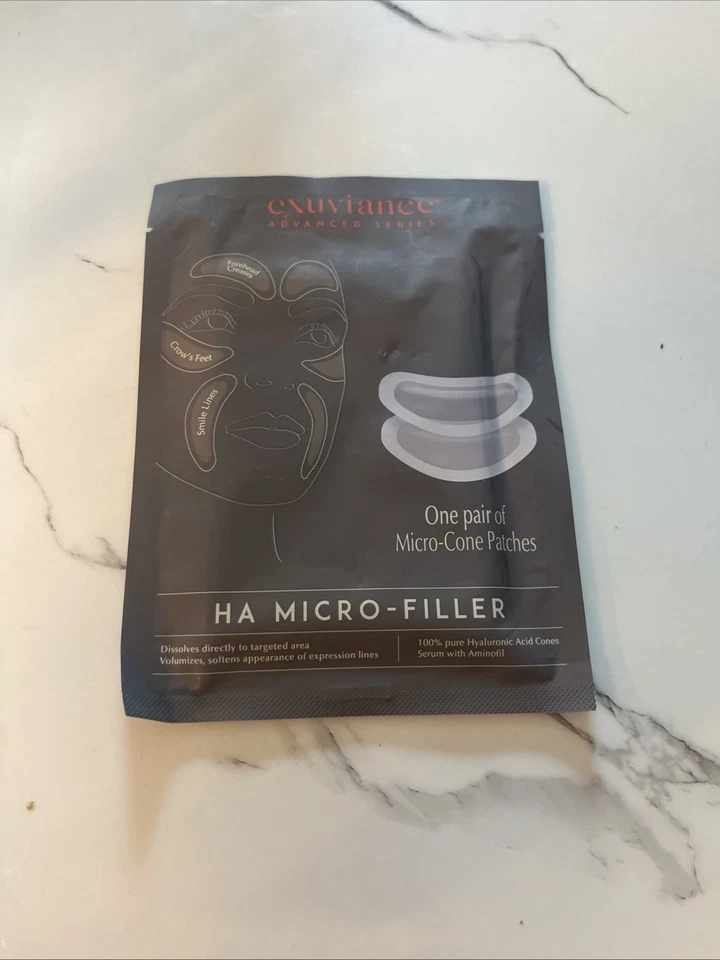 exuviance
ADVANCED SERIES
Forehead
Creases
Crow's Feet
Smile Lines
One pair of
Micro-Cone Patches
HA MICRO-FILLER
Dissolves directly to targeted area
Volumizes, softens appearance of expression lines
100% pure Hyaluronic Acid Cones
Serum with Aminofil